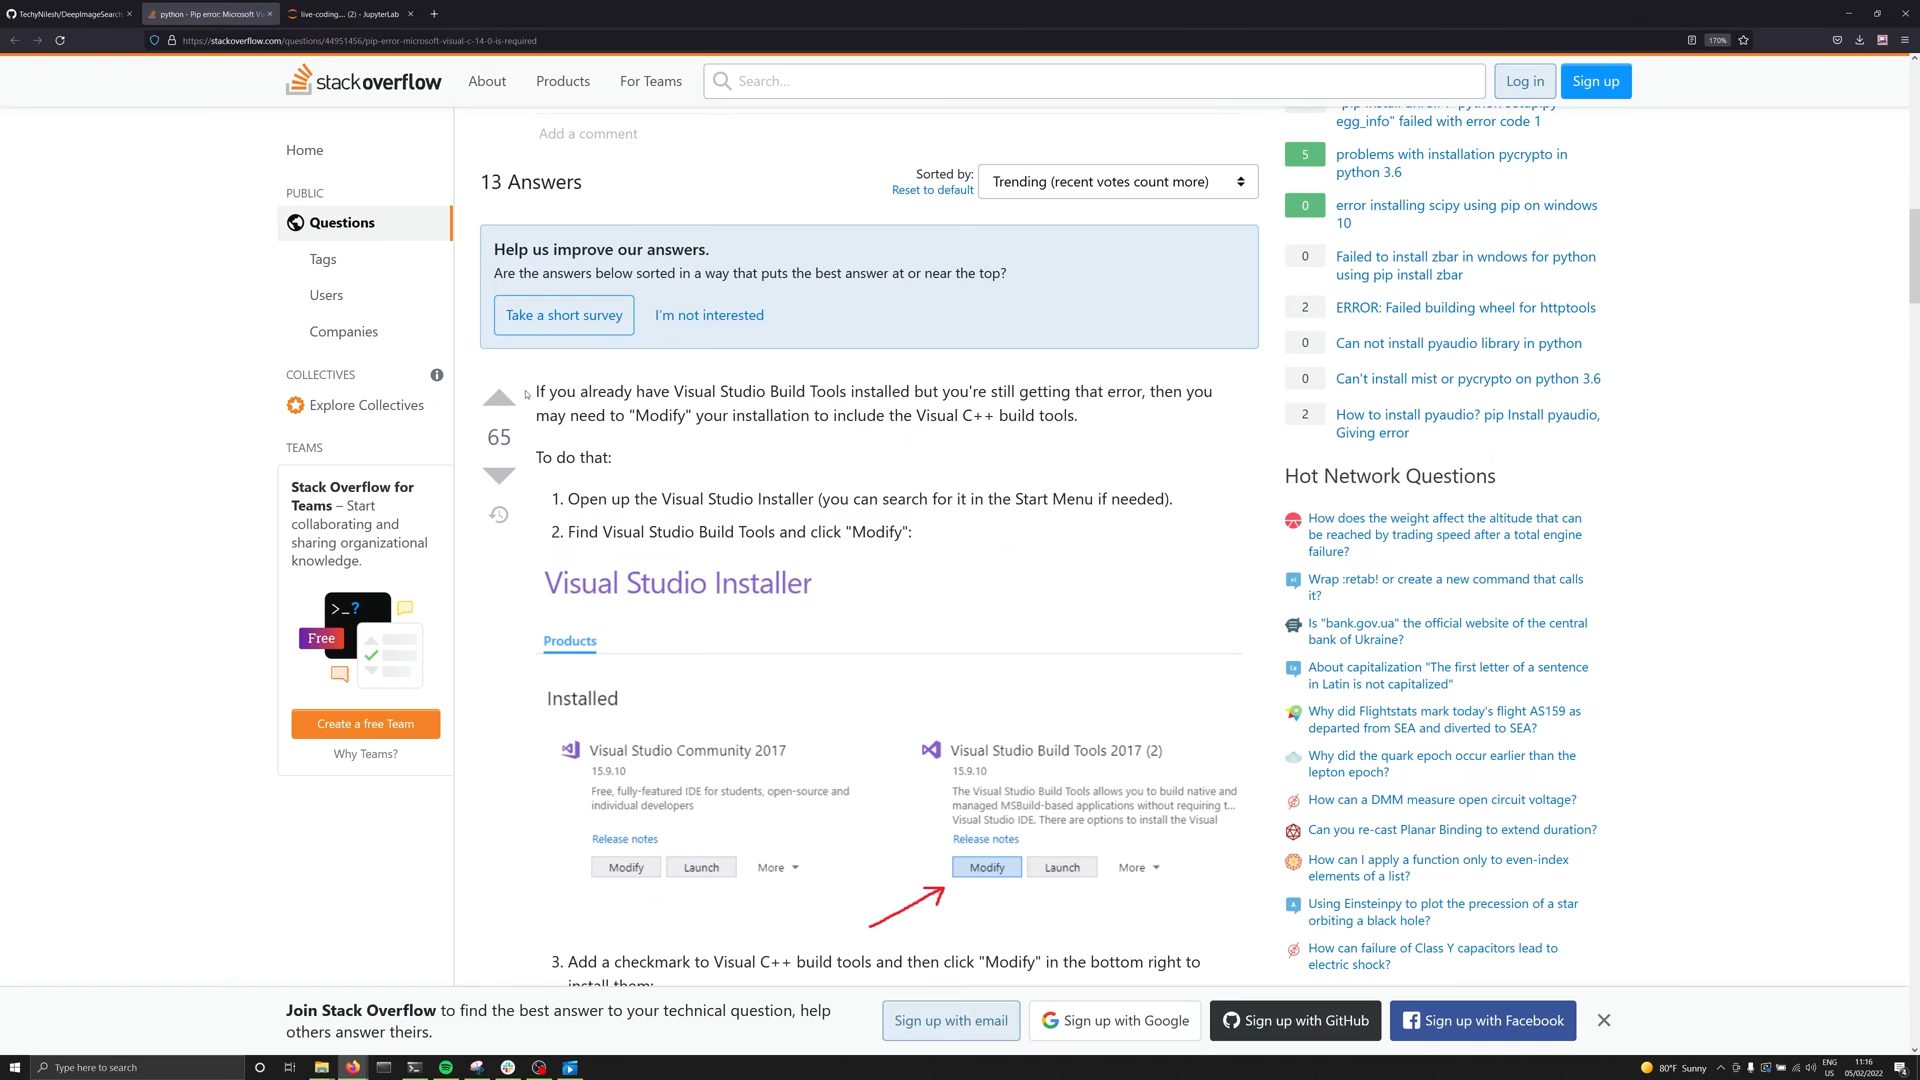 TechyNilesh/DeepImageSearch:
python - Pip error: Microsoft Vi
live-coding.... (2) - JupyterLab
https://stackoverflow.com/questions/44951456/pip-error-microsoft-visual-c-14-0-is-required
170%
stackoverflow
About
Products
For Teams
Search...
Log in
Sign up
Home
PUBLIC
Questions
Tags
Users
Companies
COLLECTIVES
Explore Collectives
TEAMS
Stack Overflow for
Teams – Start
collaborating and
sharing organizational
knowledge.
>_?
Free
Create a free Team
Why Teams?
Add a comment
13 Answers
Sorted by:
Reset to default
Trending (recent votes count more)
Help us improve our answers.
Are the answers below sorted in a way that puts the best answer at or near the top?
Take a short survey
I'm not interested
65
If you already have Visual Studio Build Tools installed but you're still getting that error, then you
may need to "Modify" your installation to include the Visual C++ build tools.
To do that:
1. Open up the Visual Studio Installer (you can search for it in the Start Menu if needed).
2. Find Visual Studio Build Tools and click "Modify":
Visual Studio Installer
Products
Installed
Visual Studio Community 2017
15.9.10
Free, fully-featured IDE for students, open-source and
individual developers
Release notes
Modify
Launch
More
Visual Studio Build Tools 2017 (2)
15.9.10
The Visual Studio Build Tools allows you to build native and
managed MSBuild-based applications without requiring t...
Visual Studio IDE. There are options to install the Visual
Release notes
Modify
Launch
More
3. Add a checkmark to Visual C++ build tools and then click "Modify" in the bottom right to
install them:
egg_info" failed with error code 1
5
problems with installation pycrypto in
python 3.6
0
error installing scipy using pip on windows
10
0
Failed to install zbar in wndows for python
using pip install zbar
2
ERROR: Failed building wheel for httptools
0
Can not install pyaudio library in python
0
Can't install mist or pycrypto on python 3.6
2
How to install pyaudio? pip Install pyaudio,
Giving error
Hot Network Questions
How does the weight affect the altitude that can
be reached by trading speed after a total engine
failure?
Wrap :retab! or create a new command that calls
it?
Is "bank.gov.ua" the official website of the central
bank of Ukraine?
About capitalization "The first letter of a sentence
in Latin is not capitalized"
Why did Flightstats mark today's flight AS159 as
departed from SEA and diverted to SEA?
Why did the quark epoch occur earlier than the
lepton epoch?
How can a DMM measure open circuit voltage?
Can you re-cast Planar Binding to extend duration?
How can I apply a function only to even-index
elements of a list?
Using Einsteinpy to plot the precession of a star
orbiting a black hole?
How can failure of Class Y capacitors lead to
electric shock?
Join Stack Overflow to find the best answer to your technical question, help
others answer theirs.
Sign up with email
Sign up with Google
Sign up with GitHub
Sign up with Facebook
Type here to search
80°F Sunny
ENG
US
11:16
05/02/2022